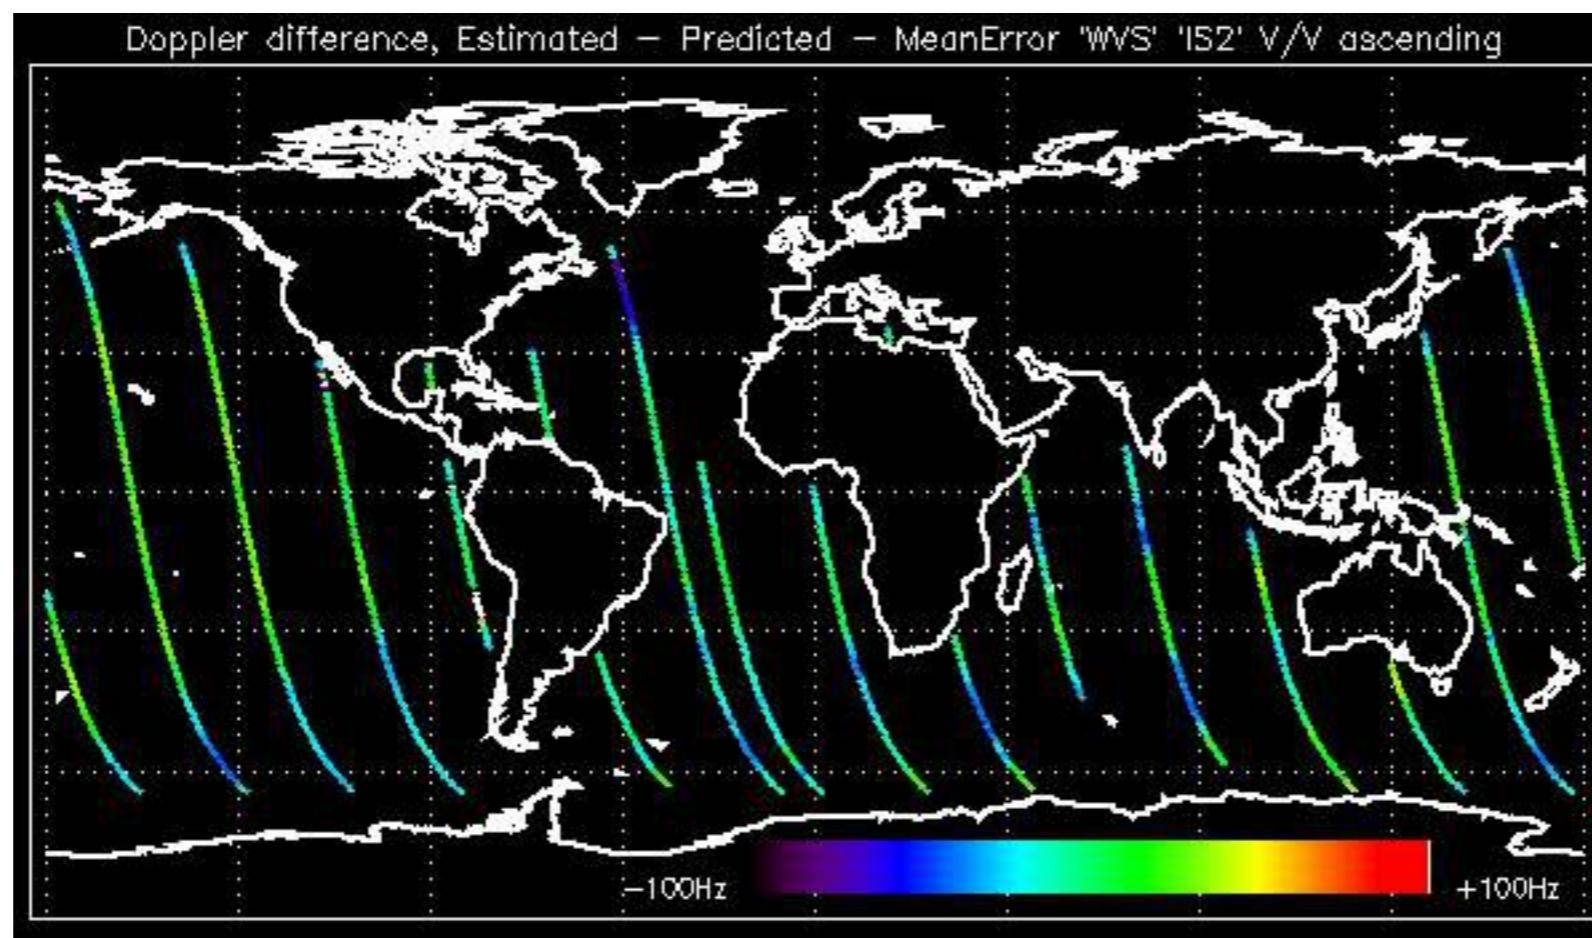 Doppler difference, Estimated – Predicted – MeanError 'WVS' 'IS2' V/V ascending
–100Hz +100Hz